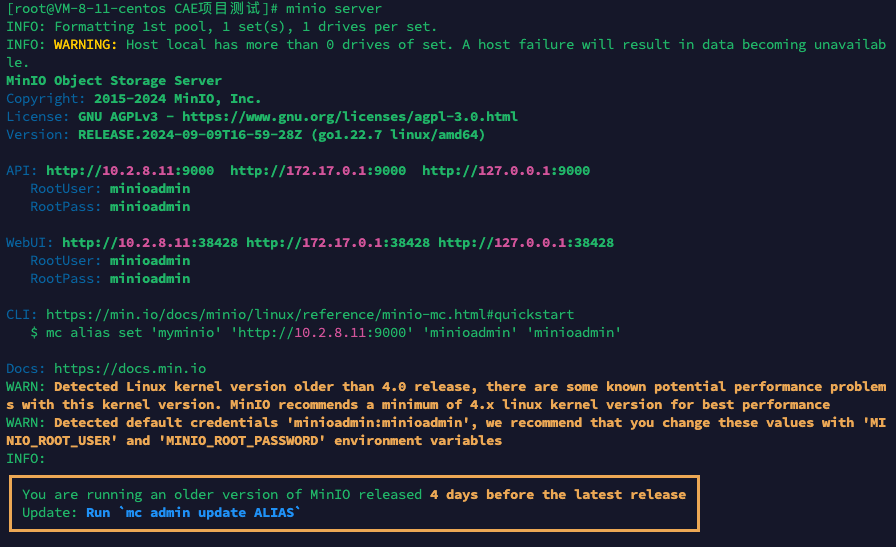 [root@VM-8-11-centos CAE项目测试]# minio server
INFO: Formatting 1st pool, 1 set(s), 1 drives per set.
INFO: WARNING: Host local has more than 0 drives of set. A host failure will result in data becoming unavailab
le.
MinIO Object Storage Server
Copyright: 2015-2024 MinIO, Inc.
License: GNU AGPLv3 - https://www.gnu.org/licenses/agpl-3.0.html
Version: RELEASE.2024-09-09T16-59-28Z (go1.22.7 linux/amd64)
API: http://10.2.8.11:9000  http://172.17.0.1:9000  http://127.0.0.1:9000
RootUser: minioadmin
RootPass: minioadmin
WebUI: http://10.2.8.11:38428 http://172.17.0.1:38428 http://127.0.0.1:38428
RootUser: minioadmin
RootPass: minioadmin
CLI: https://min.io/docs/minio/linux/reference/minio-mc.html#quickstart
$ mc alias set 'myminio' 'http://10.2.8.11:9000' 'minioadmin' 'minioadmin'
Docs: https://docs.min.io
WARN: Detected Linux kernel version older than 4.0 release, there are some known potential performance problem
s with this kernel version. MinIO recommends a minimum of 4.x linux kernel version for best performance
WARN: Detected default credentials 'minioadmin:minioadmin', we recommend that you change these values with 'MI
NIO_ROOT_USER' and 'MINIO_ROOT_PASSWORD' environment variables
INFO:
You are running an older version of MinIO released 4 days before the latest release
Update: Run `mc admin update ALIAS`